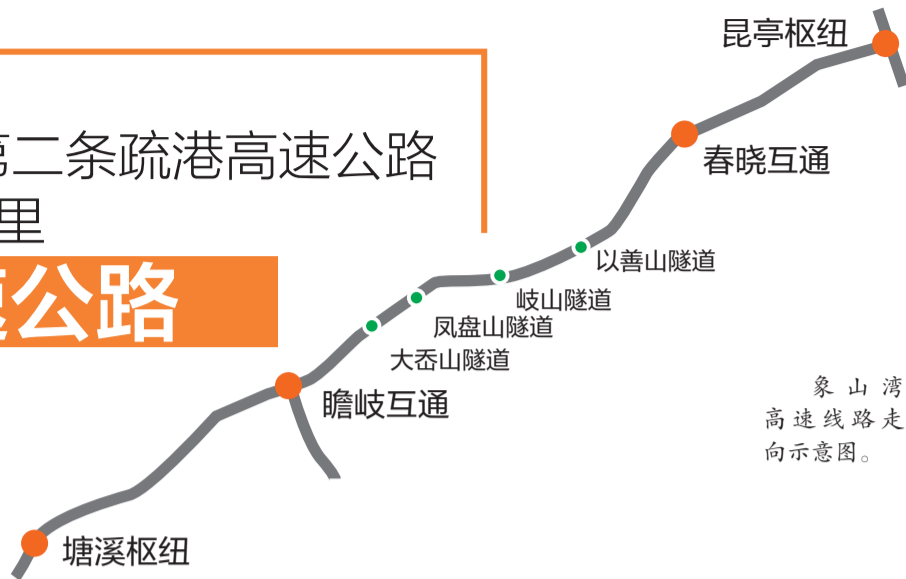 昆亭枢纽
第二条疏港高速公路
春晓互通
里
速公路
以善山隧道
岐山隧道
凤盘山隧道
大岙山隧道
瞻岐互通
象山湾
高速线路走
向示意图。
塘溪枢纽